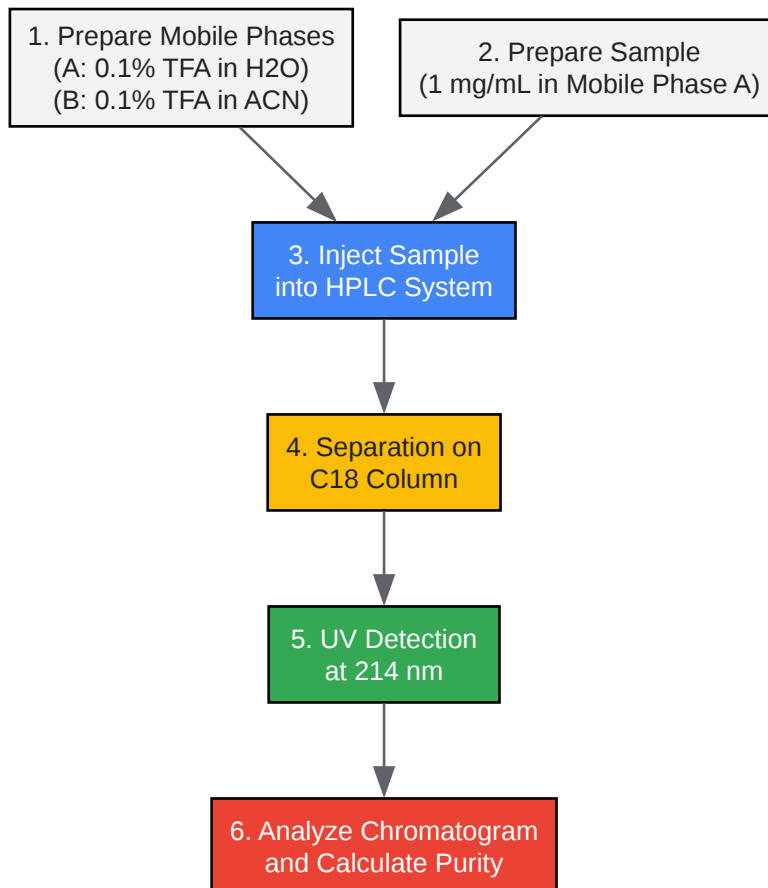 1. Prepare Mobile Phases
(A: 0.1% TFA in H2O)
(B: 0.1% TFA in ACN)
2. Prepare Sample
(1 mg/mL in Mobile Phase A)
3. Inject Sample
into HPLC System
4. Separation on
C18 Column
5. UV Detection
at 214 nm
6. Analyze Chromatogram
and Calculate Purity